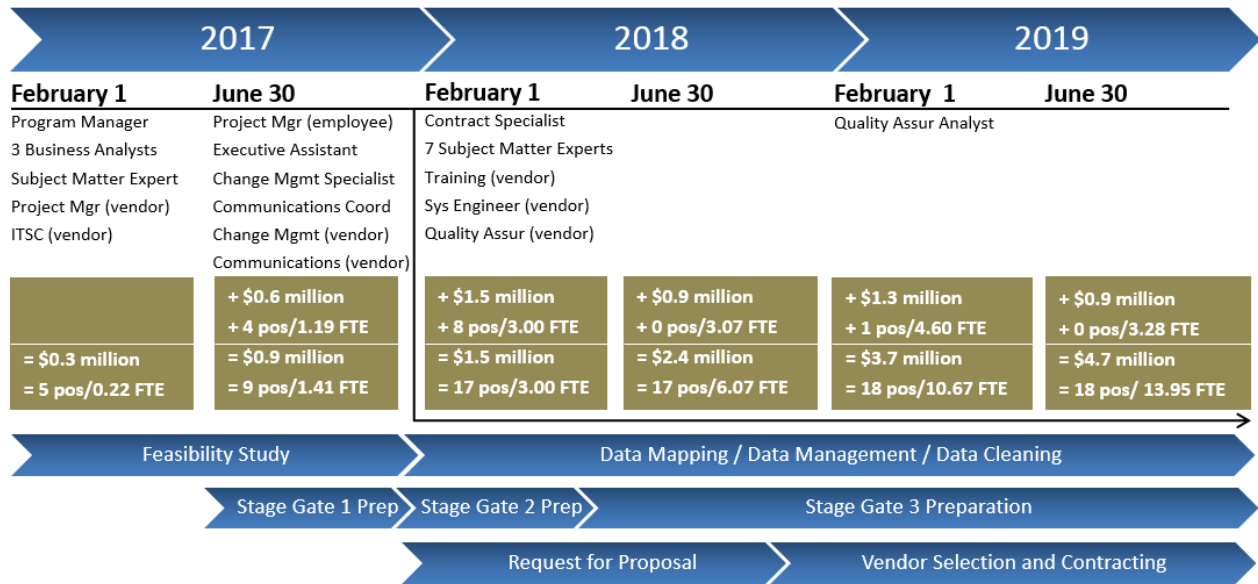 2017
2018
2019
February 1
June 30
February 1
June 30
February  1
June 30
Program Manager
3 Business Analysts
Subject Matter Expert
Project Mgr (vendor)
ITSC (vendor)
Project Mgr (employee)
Executive Assistant
Change Mgmt Specialist
Communications Coord
Change Mgmt (vendor)
Communications (vendor)
Contract Specialist
7 Subject Matter Experts
Training (vendor)
Sys Engineer (vendor)
Quality Assur (vendor)
Quality Assur Analyst
= $0.3 million
= 5 pos/0.22 FTE
+ $0.6 million
+ 4 pos/1.19 FTE
= $0.9 million
= 9 pos/1.41 FTE
+ $1.5 million
+ 8 pos/3.00 FTE
= $1.5 million
= 17 pos/3.00 FTE
+ $0.9 million
+ 0 pos/3.07 FTE
= $2.4 million
= 17 pos/6.07 FTE
+ $1.3 million
+ 1 pos/4.60 FTE
= $3.7 million
= 18 pos/10.67 FTE
+ $0.9 million
+ 0 pos/3.28 FTE
= $4.7 million
= 18 pos/ 13.95 FTE
Feasibility Study
Data Mapping / Data Management / Data Cleaning
Stage Gate 1 Prep
Stage Gate 2 Prep
Stage Gate 3 Preparation
Request for Proposal
Vendor Selection and Contracting